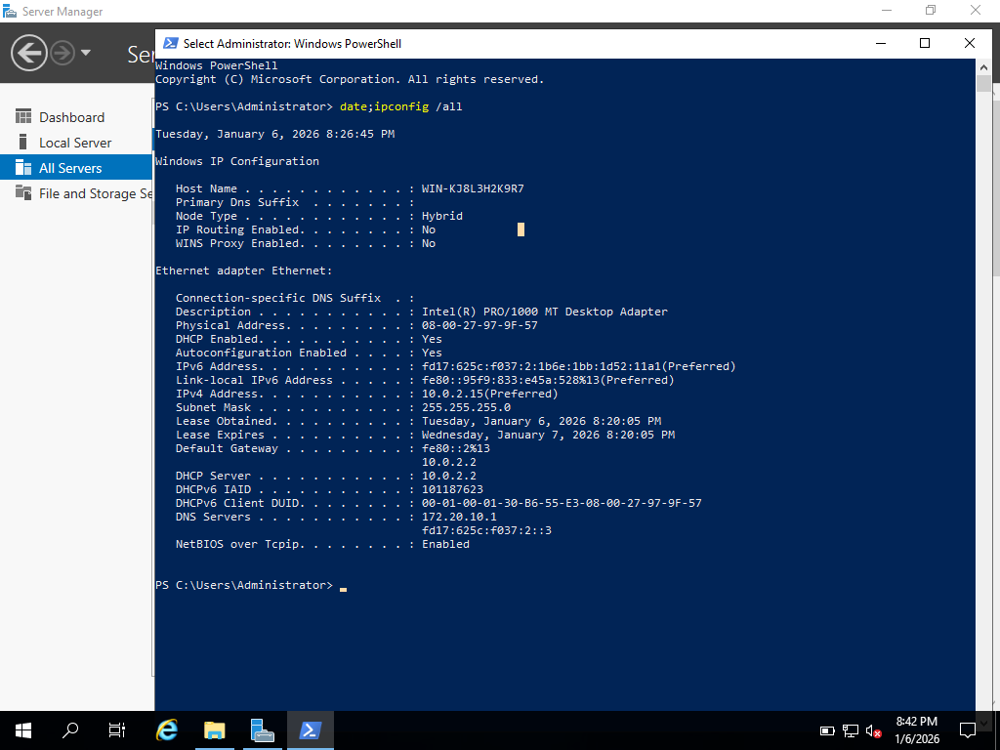 Server Manager
Select Administrator: Windows PowerShell
Ser
Windows PowerShell
Copyright (C) Microsoft Corporation. All rights reserved.
PS C:\Users\Administrator> date;ipconfig /all
Tuesday, January 6, 2026 8:26:45 PM
Windows IP Configuration
Host Name . . . . . . . . . . . . : WIN-KJ8L3H2K9R7
Primary Dns Suffix  . . . . . . . :
Node Type . . . . . . . . . . . . : Hybrid
IP Routing Enabled. . . . . . . . : No
WINS Proxy Enabled. . . . . . . . : No
Ethernet adapter Ethernet:
Connection-specific DNS Suffix  . :
Description . . . . . . . . . . . : Intel(R) PRO/1000 MT Desktop Adapter
Physical Address. . . . . . . . . : 08-00-27-97-9F-57
DHCP Enabled. . . . . . . . . . . : Yes
Autoconfiguration Enabled . . . . : Yes
IPv6 Address. . . . . . . . . . . : fd17:625c:f037:2:1b6e:1bb:1d52:11a1(Preferred)
Link-local IPv6 Address . . . . . : fe80::95f9:833:e45a:528%13(Preferred)
IPv4 Address. . . . . . . . . . . : 10.0.2.15(Preferred)
Subnet Mask . . . . . . . . . . . : 255.255.255.0
Lease Obtained. . . . . . . . . . : Tuesday, January 6, 2026 8:20:05 PM
Lease Expires . . . . . . . . . . : Wednesday, January 7, 2026 8:20:05 PM
Default Gateway . . . . . . . . . : fe80::2%13
10.0.2.2
DHCP Server . . . . . . . . . . . : 10.0.2.2
DHCPv6 IAID . . . . . . . . . . . : 101187623
DHCPv6 Client DUID. . . . . . . . : 00-01-00-01-30-B6-55-E3-08-00-27-97-9F-57
DNS Servers . . . . . . . . . . . : 172.20.10.1
fd17:625c:f037:2::3
NetBIOS over Tcpip. . . . . . . . : Enabled
PS C:\Users\Administrator>
Dashboard
Local Server
All Servers
File and Storage Se
8:42 PM
1/6/2026